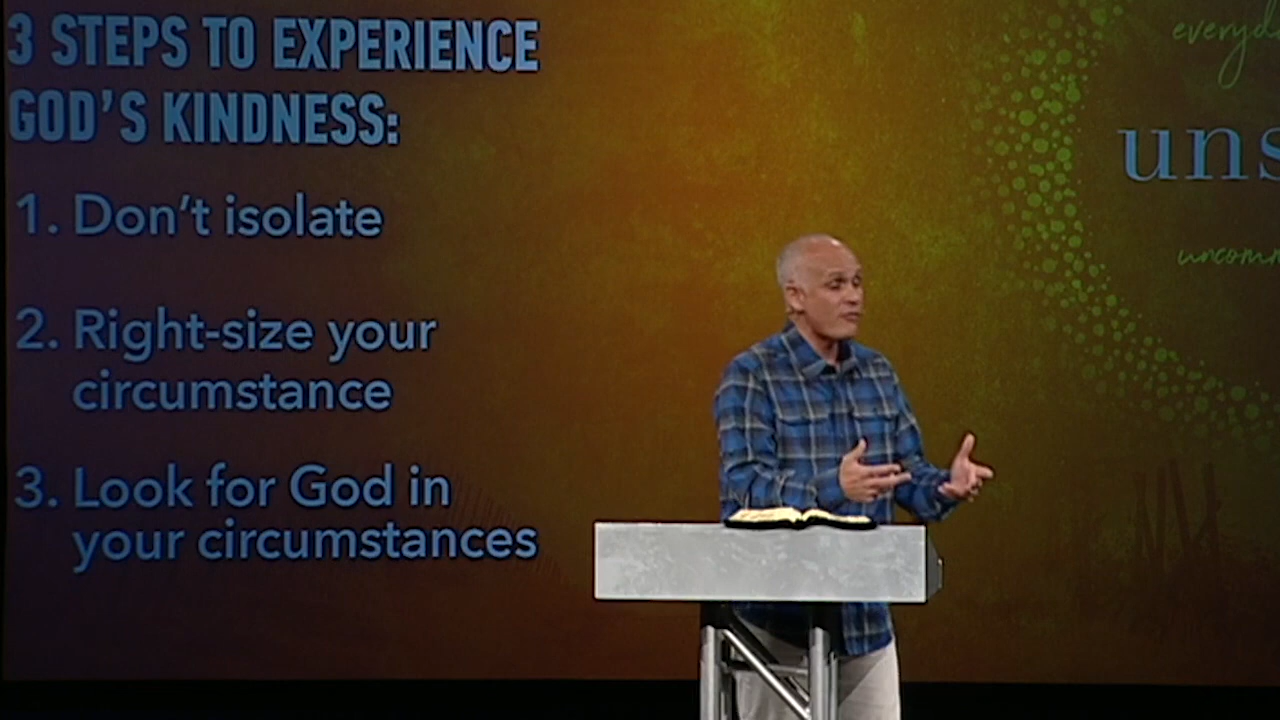 3 STEPS TO EXPERIENCE
GOD'S KINDNESS:
1. Don't isolate
2. Right-size your
circumstance
3. Look for God in
your circumstances